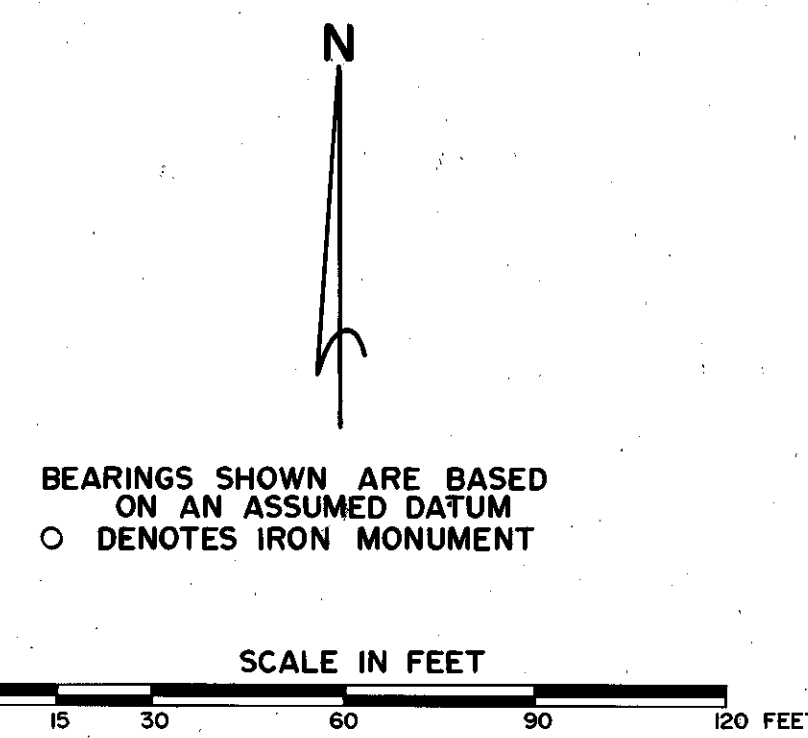 N
BEARINGS SHOWN ARE BASED
ON AN ASSUMED DATUM
O DENOTES IRON MONUMENT
SCALE IN FEET
15 30 60 90 120 FEET